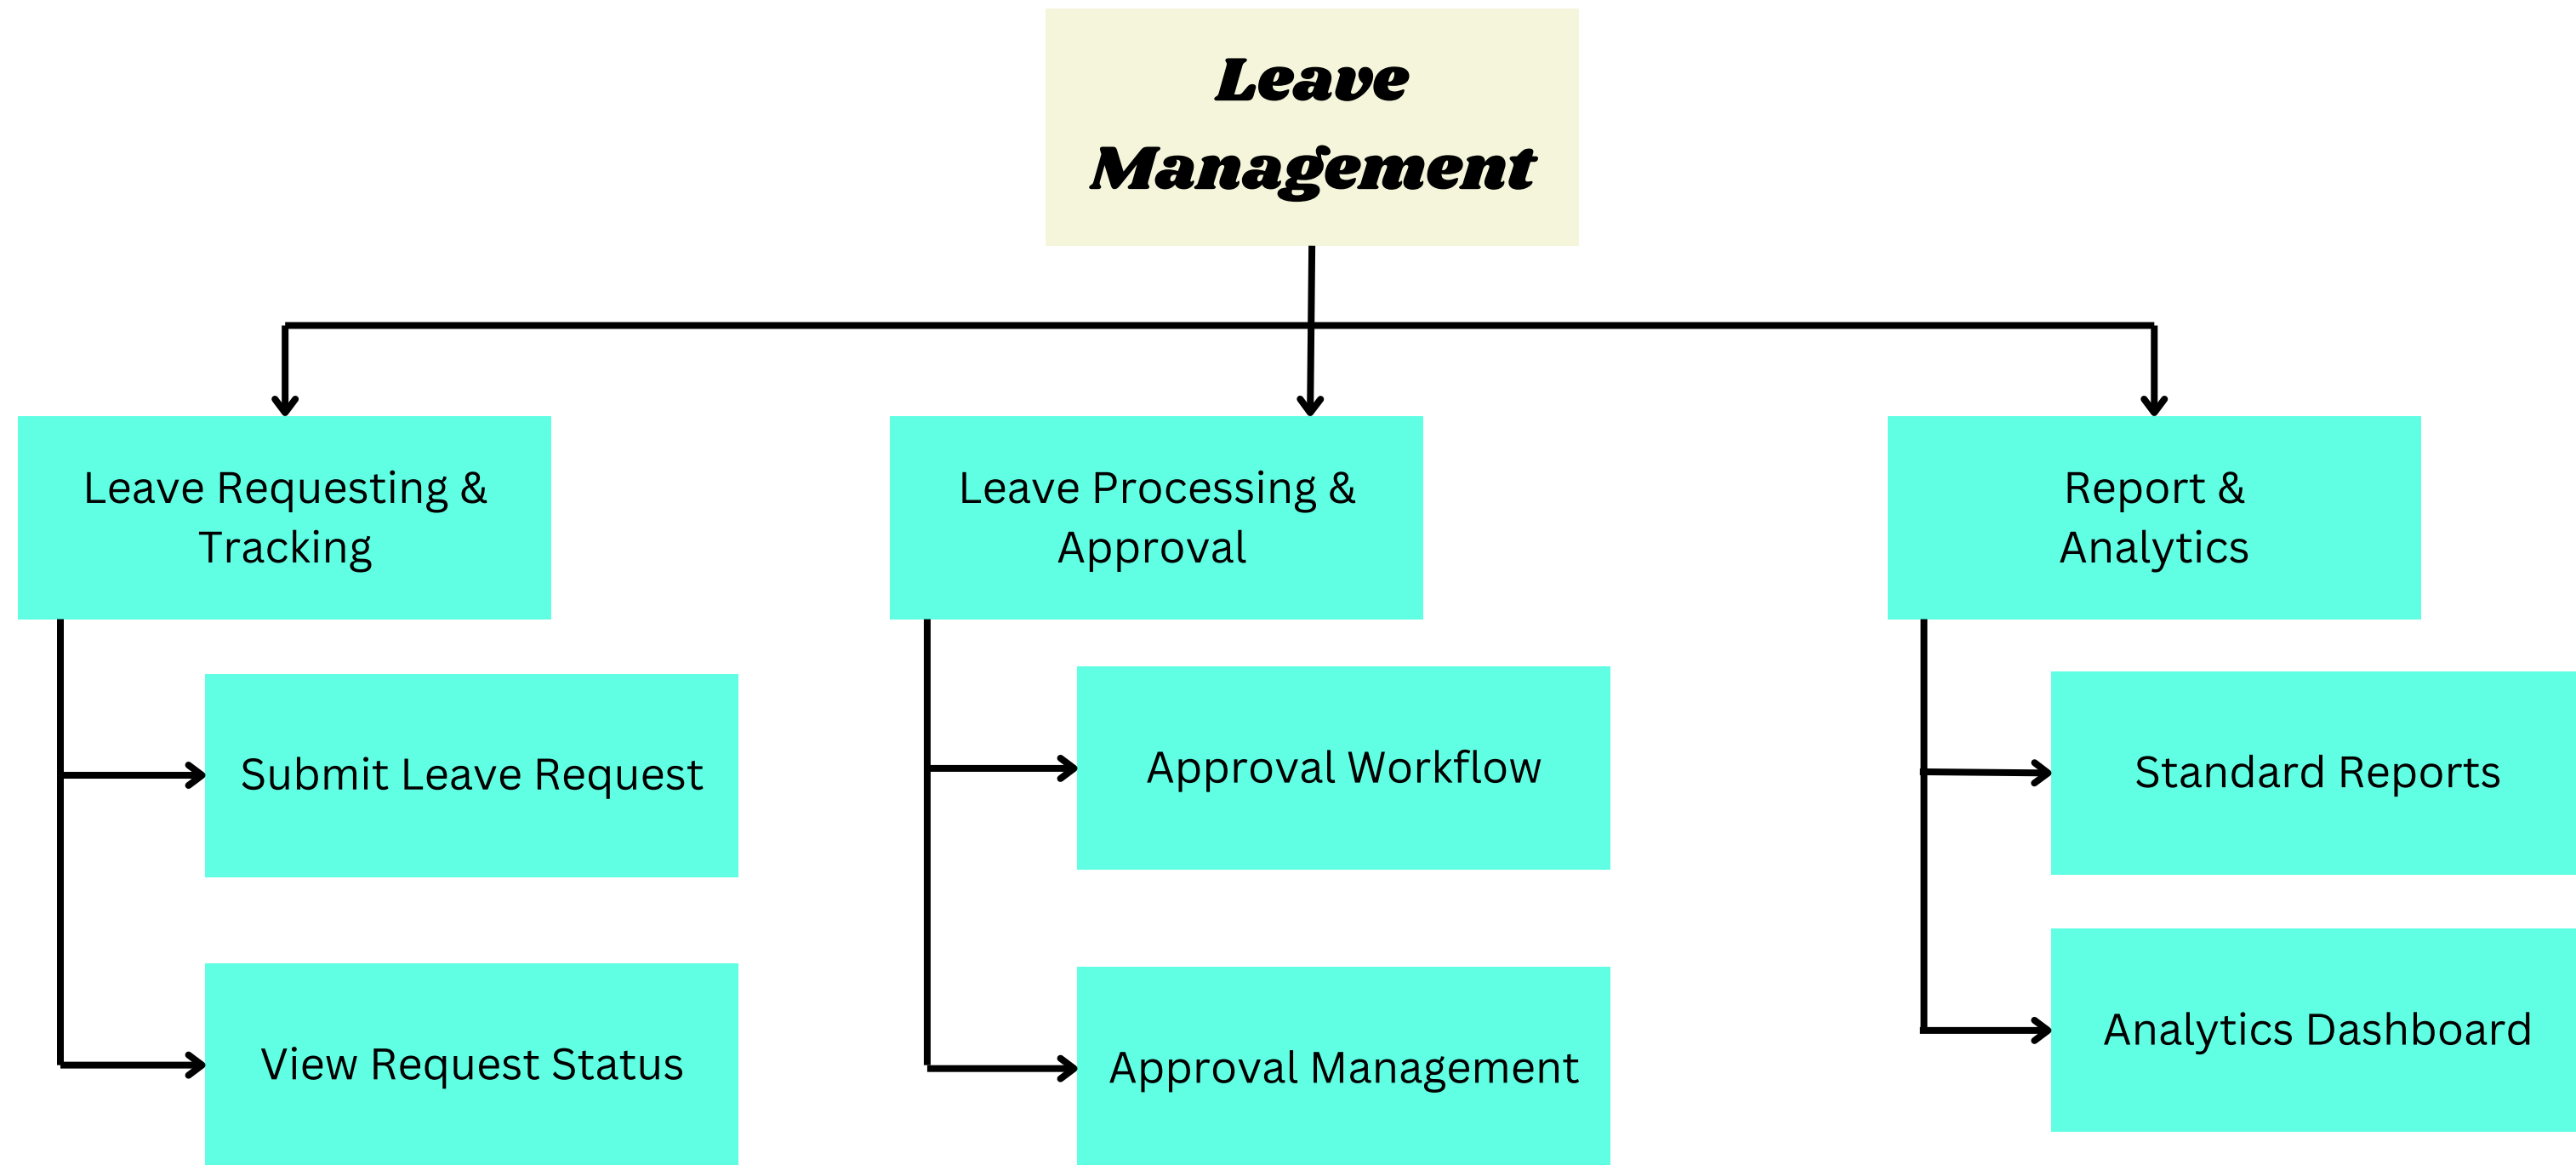 Leave
Management
Leave Requesting &
Tracking
Leave Processing &
Approval
Report &
Analytics
Submit Leave Request
Approval Workflow
Standard Reports
View Request Status
Approval Management
Analytics Dashboard